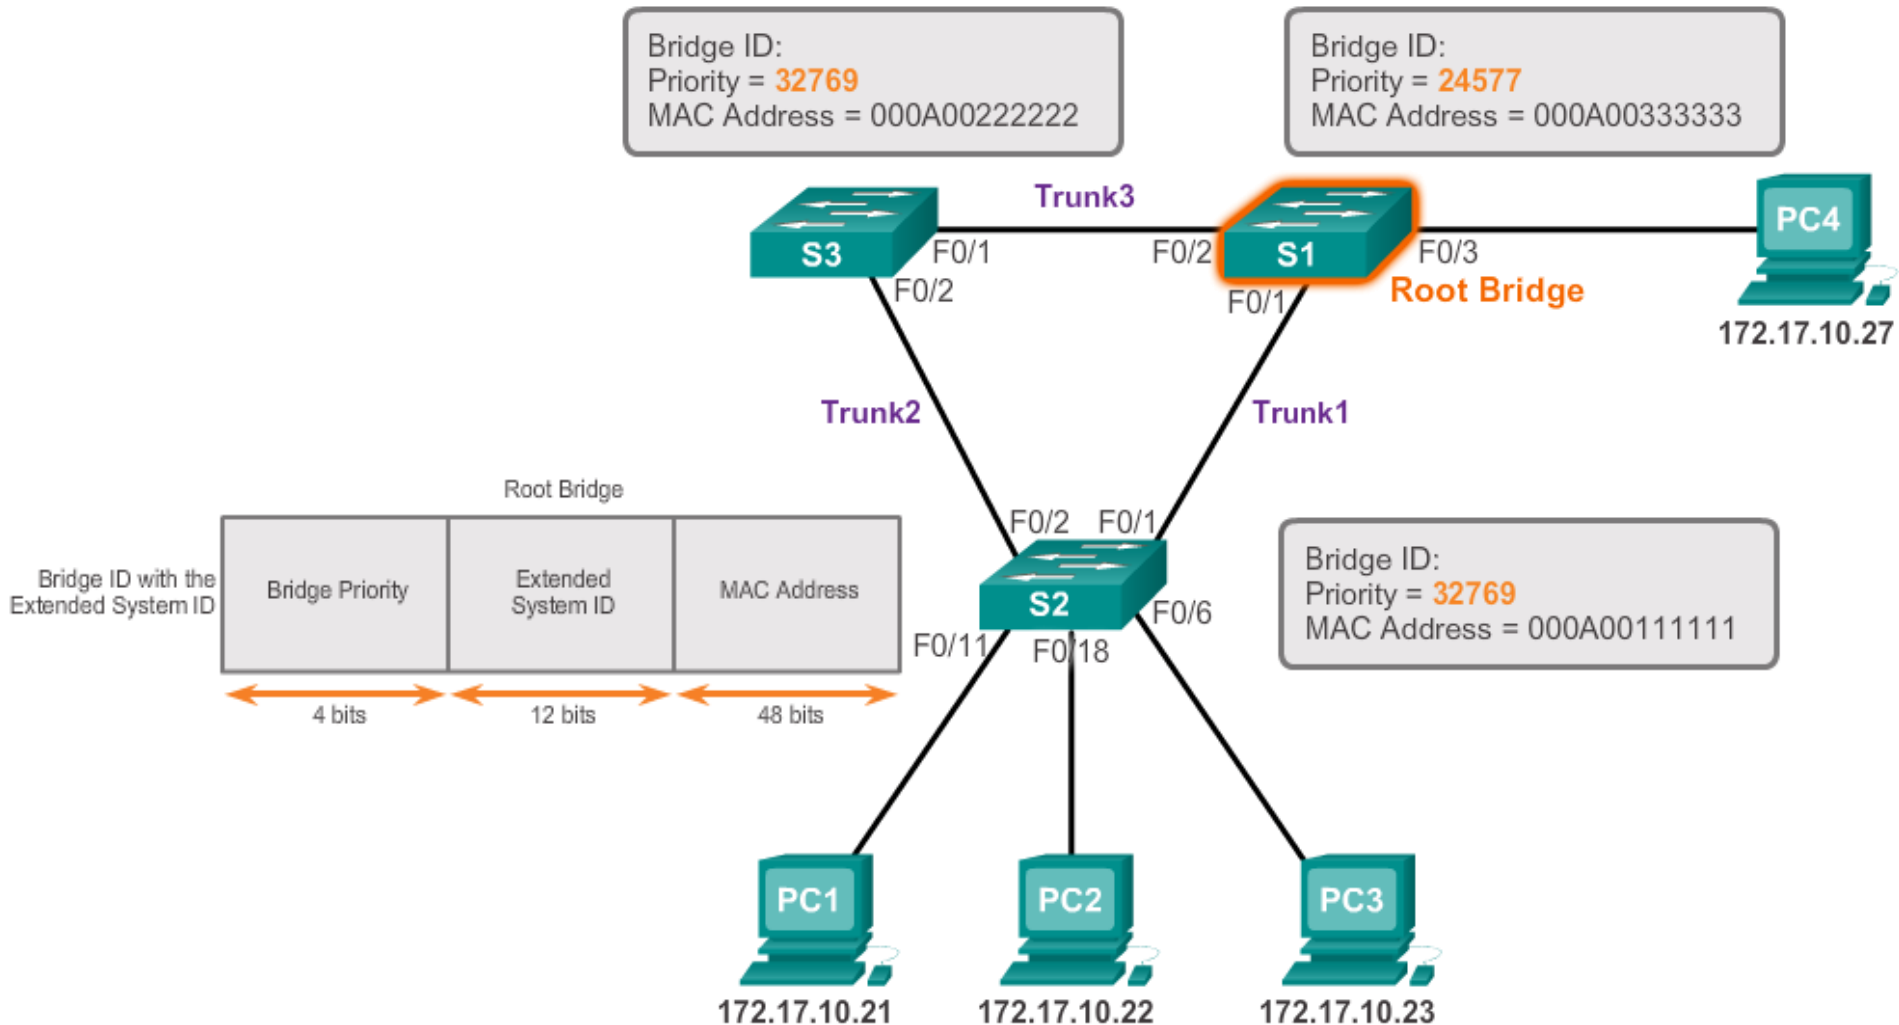 Bridge ID:
Priority = 32769
MAC Address = 000A00222222
Bridge ID:
Priority = 24577
MAC Address = 000A00333333
Trunk3
S3
F0/1
F0/2
F0/2
S1
F0/3
F0/1
Root Bridge
PC4
172.17.10.27
Trunk2
Trunk1
Root Bridge
Bridge ID with the
Extended System ID
Bridge Priority
Extended
System ID
MAC Address
4 bits
12 bits
48 bits
F0/2
F0/1
S2
F0/6
F0/11
F0/18
Bridge ID:
Priority = 32769
MAC Address = 000A00111111
PC1
PC2
PC3
172.17.10.21
172.17.10.22
172.17.10.23